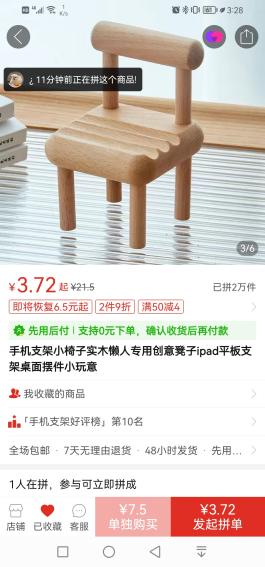 1
K/s
3:28
¿ 11分钟前正在拼这个商品!
3/6
¥3.72起 ¥21.5
已拼2万件
即将恢复6.5元起 2件9折 满50减4
先用后付 | 支持0元下单，确认收货后再付款
手机支架小椅子实木懒人专用创意凳子ipad平板支
架桌面摆件小玩意
我收藏的商品
「手机支架好评榜」第10名
全场包邮 · 7天无理由退货 · 48小时发货 · 先用...
1人在拼，参与可立即拼成
店铺
已收藏
客服
¥7.5
单独购买
¥3.72
发起拼单